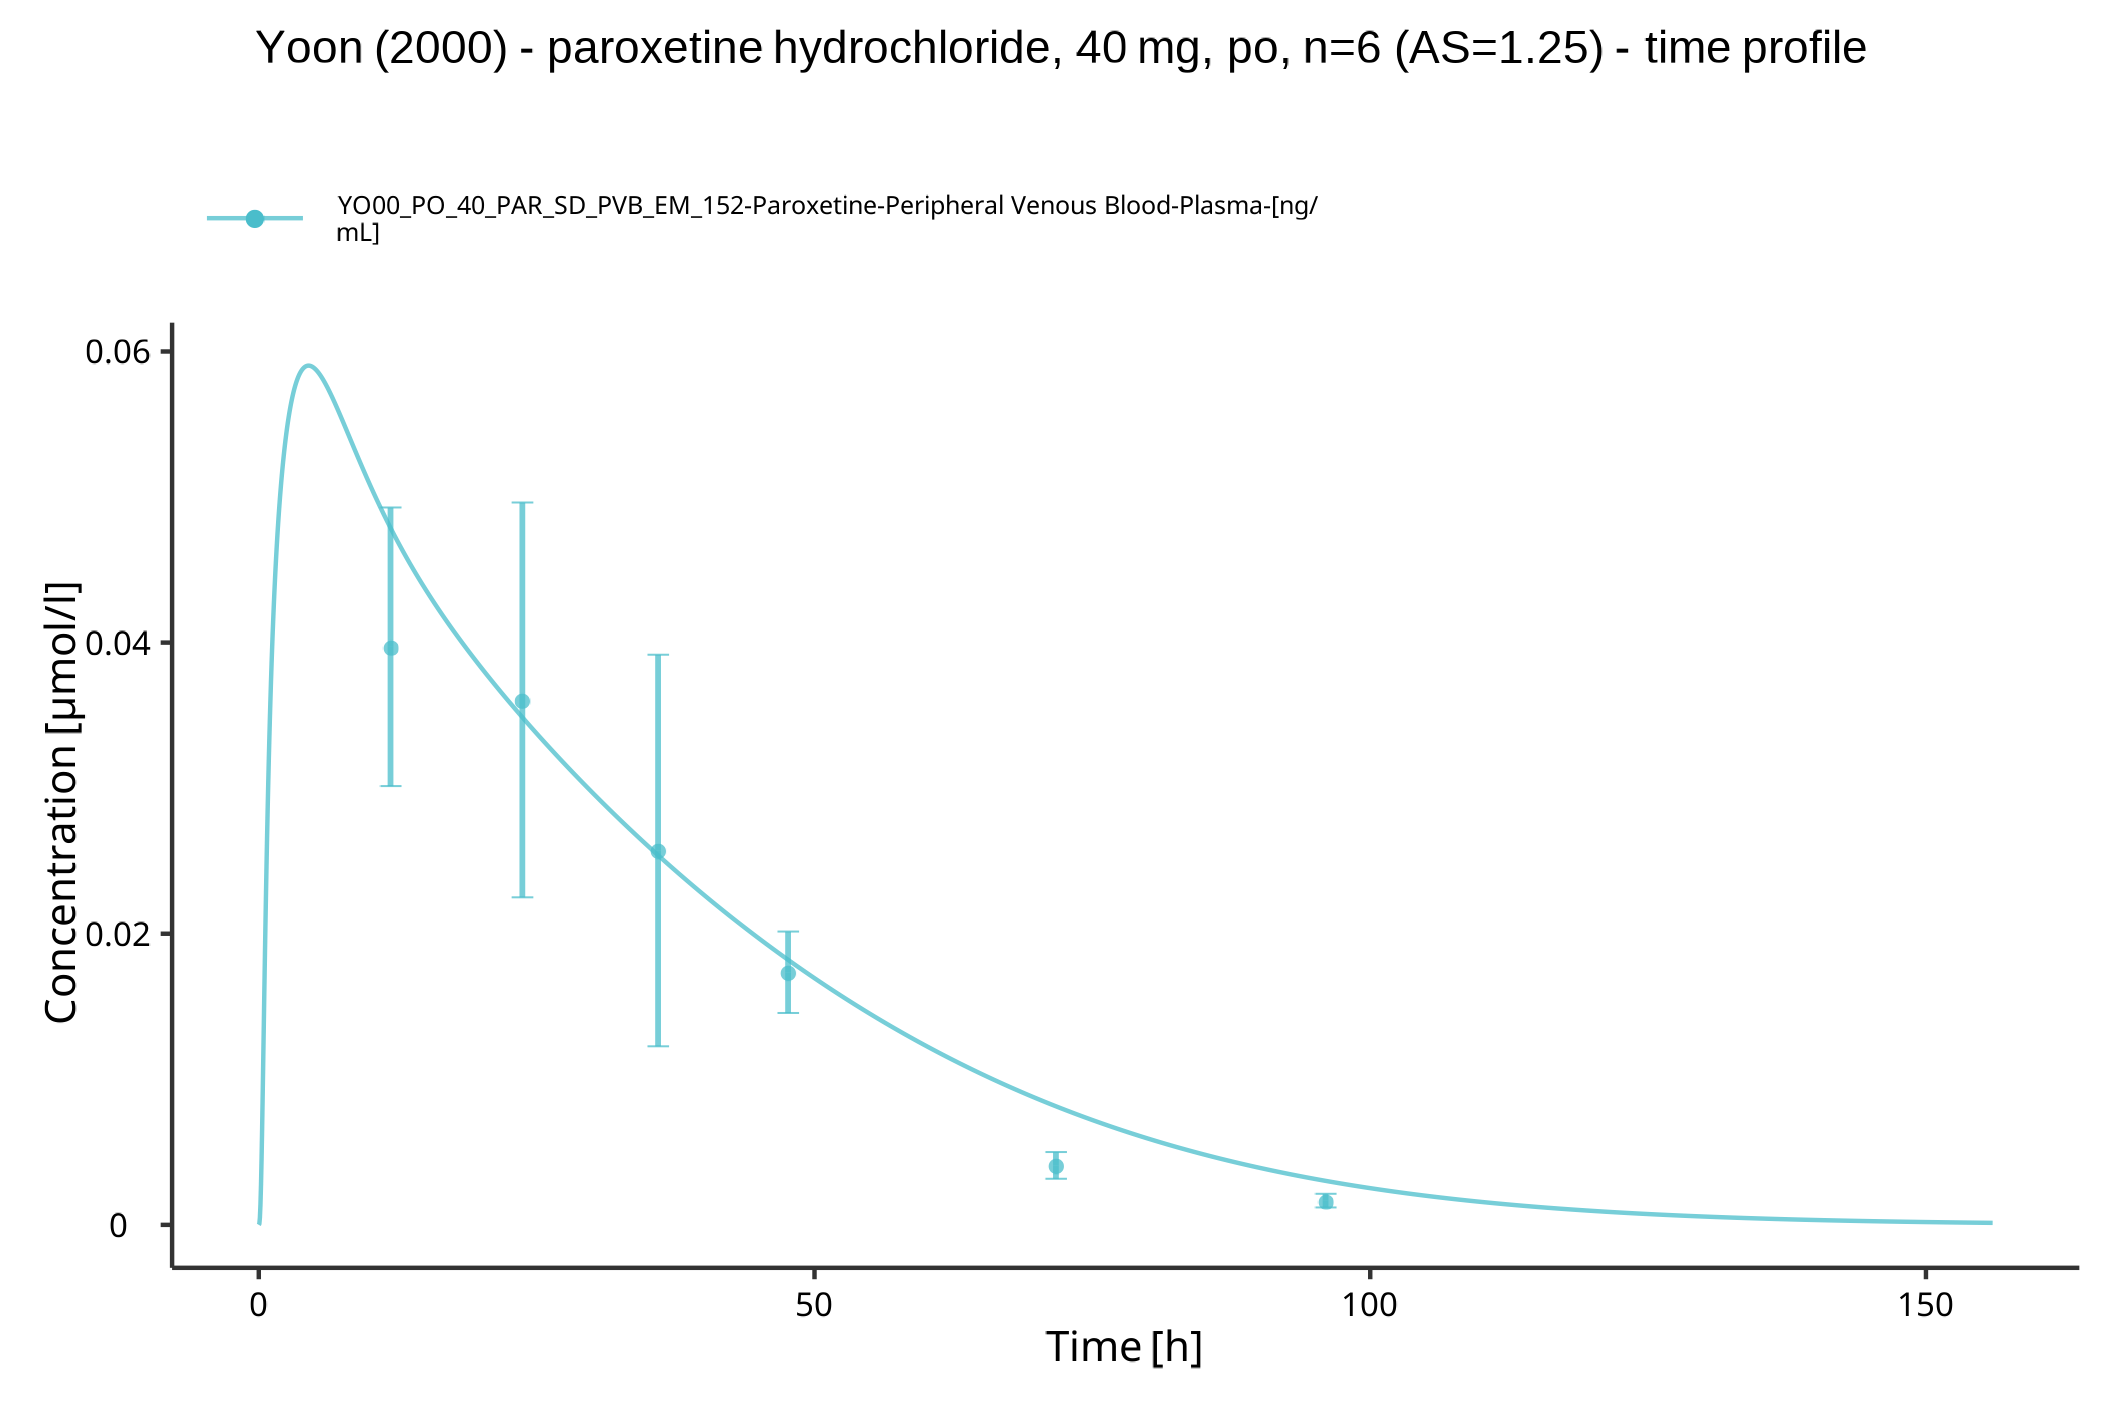 Yoon (2000) - paroxetine hydrochloride, 40 mg, po, n=6 (AS=1.25) - time profile
YO00_PO_40_PAR_SD_PVB_EM_152-Paroxetine-Peripheral Venous Blood-Plasma-[ng/
mL]
Concentration [µmol/l]
0.06
0.04
0.02
0
0 50 100 150
Time [h]